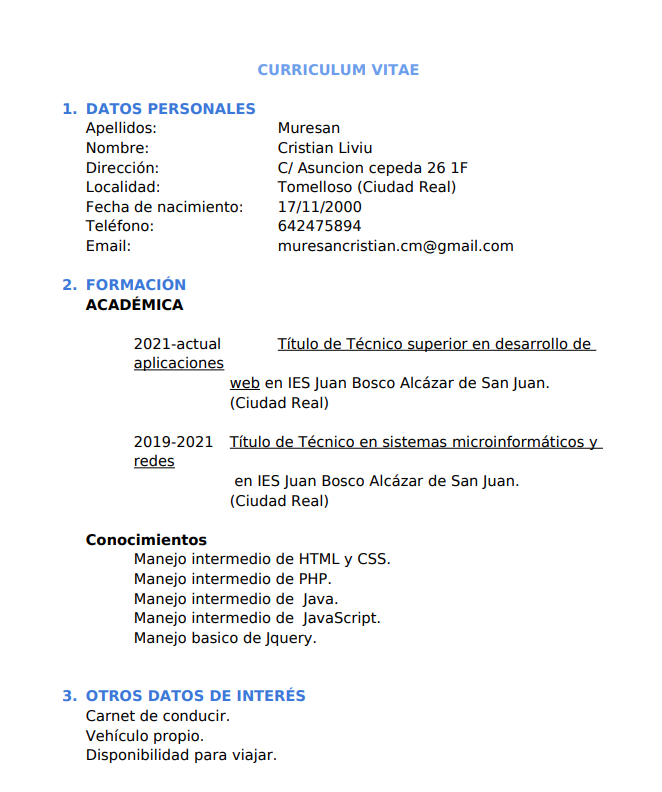 CURRICULUM VITAE
1. DATOS PERSONALES
Apellidos: Muresan
Nombre: Cristian Liviu
Dirección: C/ Asuncion cepeda 26 1F
Localidad: Tomelloso (Ciudad Real)
Fecha de nacimiento: 17/11/2000
Teléfono: 642475894
Email: muresancristian.cm@gmail.com
2. FORMACIÓN
ACADÉMICA
2021-actual Título de Técnico superior en desarrollo de
aplicaciones
web en IES Juan Bosco Alcázar de San Juan.
(Ciudad Real)
2019-2021 Título de Técnico en sistemas microinformáticos y
redes
en IES Juan Bosco Alcázar de San Juan.
(Ciudad Real)
Conocimientos
Manejo intermedio de HTML y CSS.
Manejo intermedio de PHP.
Manejo intermedio de Java.
Manejo intermedio de JavaScript.
Manejo basico de Jquery.
3. OTROS DATOS DE INTERÉS
Carnet de conducir.
Vehículo propio.
Disponibilidad para viajar.